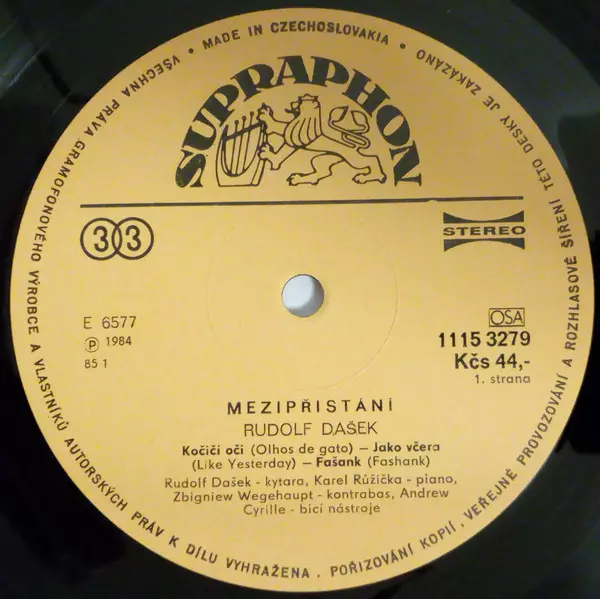 VŠECHNA PRÁVA GRAMOFONOVÉHO VÝROBCE A VLASTNÍKŮ AUTORSKÝCH PRÁV K DÍLU VYHRAŽENA. POŘIZOVÁNÍ KOPIÍ, VEŘEJNÉ PROVOZOVÁNÍ A ROZHLASOVÉ ŠÍŘENÍ TÉTO DESKY JE ZAKÁZÁNO • MADE IN CZECHOSLOVAKIA •
SUPRAPHON
33
STEREO
E 6577
Ⓟ 1984
85 1
OSA
1115 3279
Kčs 44,-
1. strana
MEZIPŘISTÁNÍ
RUDOLF DAŠEK
Kočičí oči (Olhos de gato) – Jako včera
(Like Yesterday) – Fašank (Fashank)
Rudolf Dašek - kytara, Karel Růžička - piano,
Zbigniew Wegehaupt - kontrabas, Andrew
Cyrille - bicí nástroje